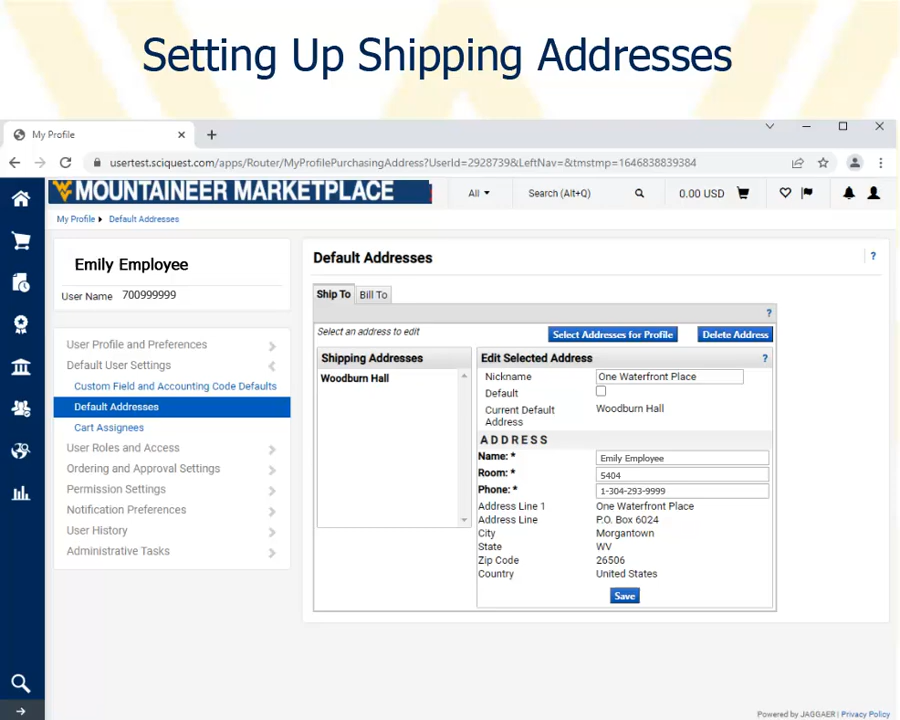 Setting Up Shipping Addresses
My Profile
usertest.sciquest.com/apps/Router/MyProfilePurchasingAddress?UserId=2928739&LeftNav=&tmstmp=1646838839384
MOUNTAINEER MARKETPLACE
All
Search (Alt+Q)
0.00 USD
My Profile
Default Addresses
Emily Employee
User Name 700999999
User Profile and Preferences
Default User Settings
Custom Field and Accounting Code Defaults
Default Addresses
Cart Assignees
User Roles and Access
Ordering and Approval Settings
Permission Settings
Notification Preferences
User History
Administrative Tasks
Default Addresses
?
Ship To
Bill To
?
Select an address to edit
Select Addresses for Profile
Delete Address
Shipping Addresses
Woodburn Hall
Edit Selected Address
?
Nickname One Waterfront Place
Default
Current Default Woodburn Hall
Address
ADDRESS
Name: * Emily Employee
Room: * 5404
Phone: * 1-304-293-9999
Address Line 1 One Waterfront Place
Address Line P.O. Box 6024
City Morgantown
State WV
Zip Code 26506
Country United States
Save
Powered by JAGGAER | Privacy Policy